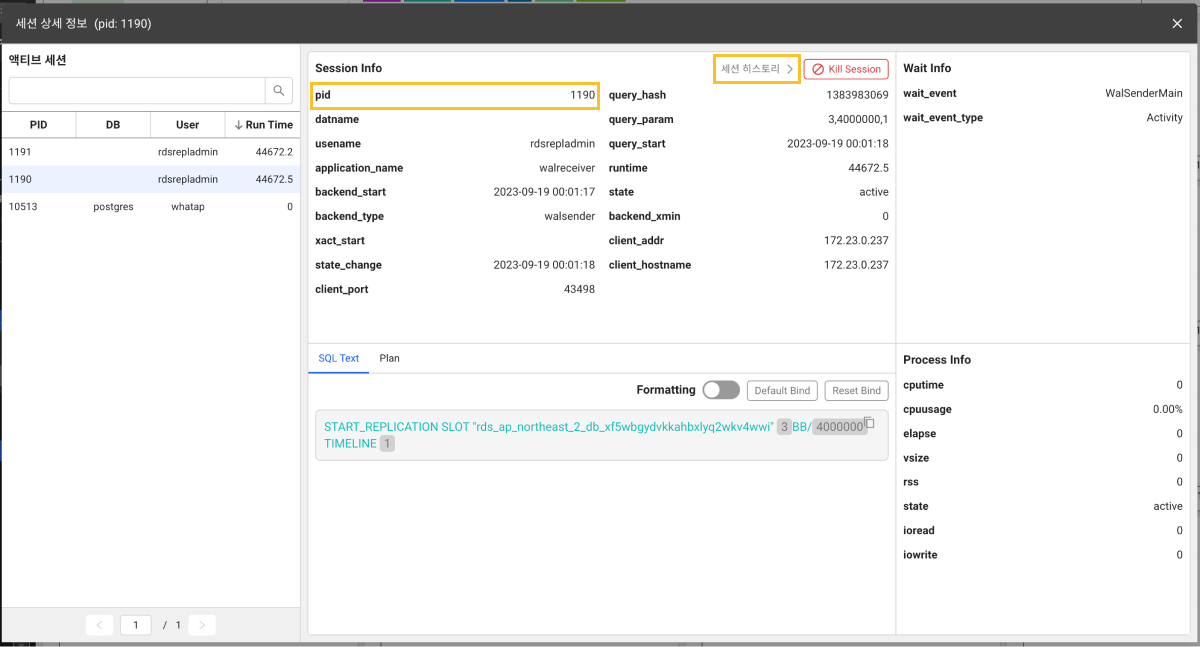 세션 상세 정보 (pid: 1190)
액티브 세션
PID DB User ↓ Run Time
1191 rdsrepladmin 44672.2
1190 rdsrepladmin 44672.5
10513 postgres whatap 0
< 1 / 1 >
Session Info 세션 히스토리 > Kill Session
pid 1190 query_hash 1383983069
datname query_param 3,4000000,1
usename rdsrepladmin query_start 2023-09-19 00:01:18
application_name walreceiver runtime 44672.5
backend_start 2023-09-19 00:01:17 state active
backend_type walsender backend_xmin 0
xact_start client_addr 172.23.0.237
state_change 2023-09-19 00:01:18 client_hostname 172.23.0.237
client_port 43498
SQL Text Plan
Formatting Default Bind Reset Bind
START_REPLICATION SLOT "rds_ap_northeast_2_db_xf5wbgydvkkahbxlyq2wkv4wwi" 3 BB/ 4000000
TIMELINE 1
Wait Info
wait_event WalSenderMain
wait_event_type Activity
Process Info
cputime 0
cpuusage 0.00%
elapse 0
vsize 0
rss 0
state active
ioread 0
iowrite 0